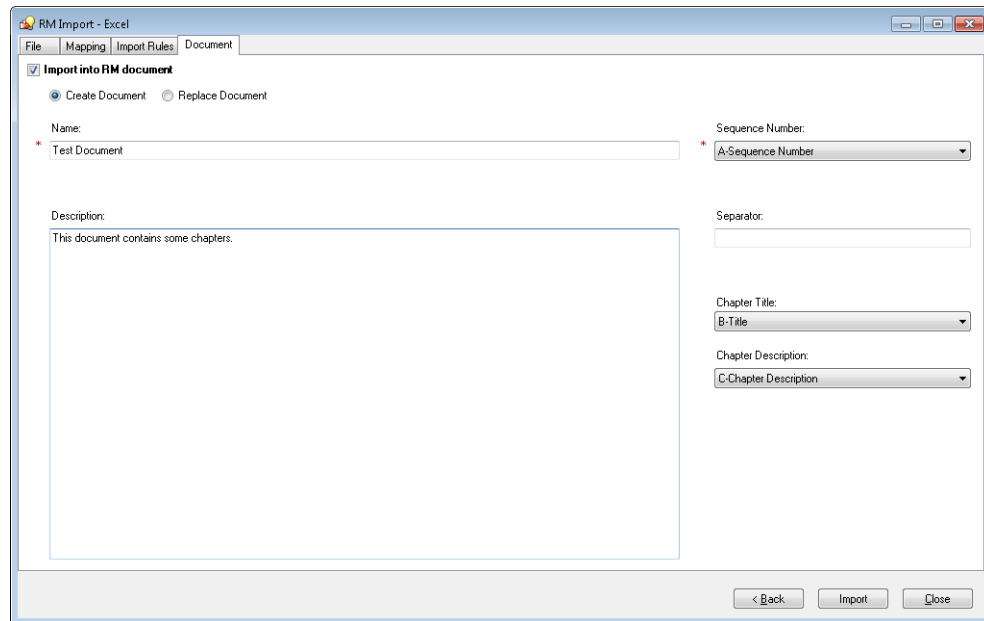 RM Import - Excel
File Mapping Import Rules Document
Import into RM document
Create Document Replace Document
Name: Sequence Number:
* Test Document * A-Sequence Number
Description: Separator:
This document contains some chapters.
Chapter Title:
B-Title
Chapter Description:
C-Chapter Description
< Back Import Close